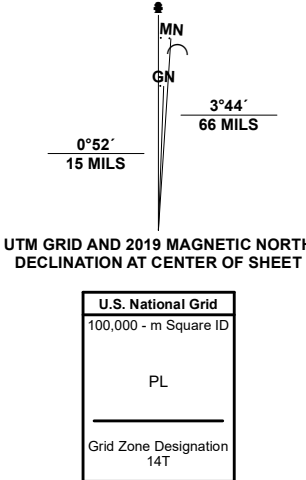 MN
GN
3°44´
66 MILS
0°52´
15 MILS
UTM GRID AND 2019 MAGNETIC NORTH
DECLINATION AT CENTER OF SHEET
U.S. National Grid
100,000 - m Square ID
PL
Grid Zone Designation
14T